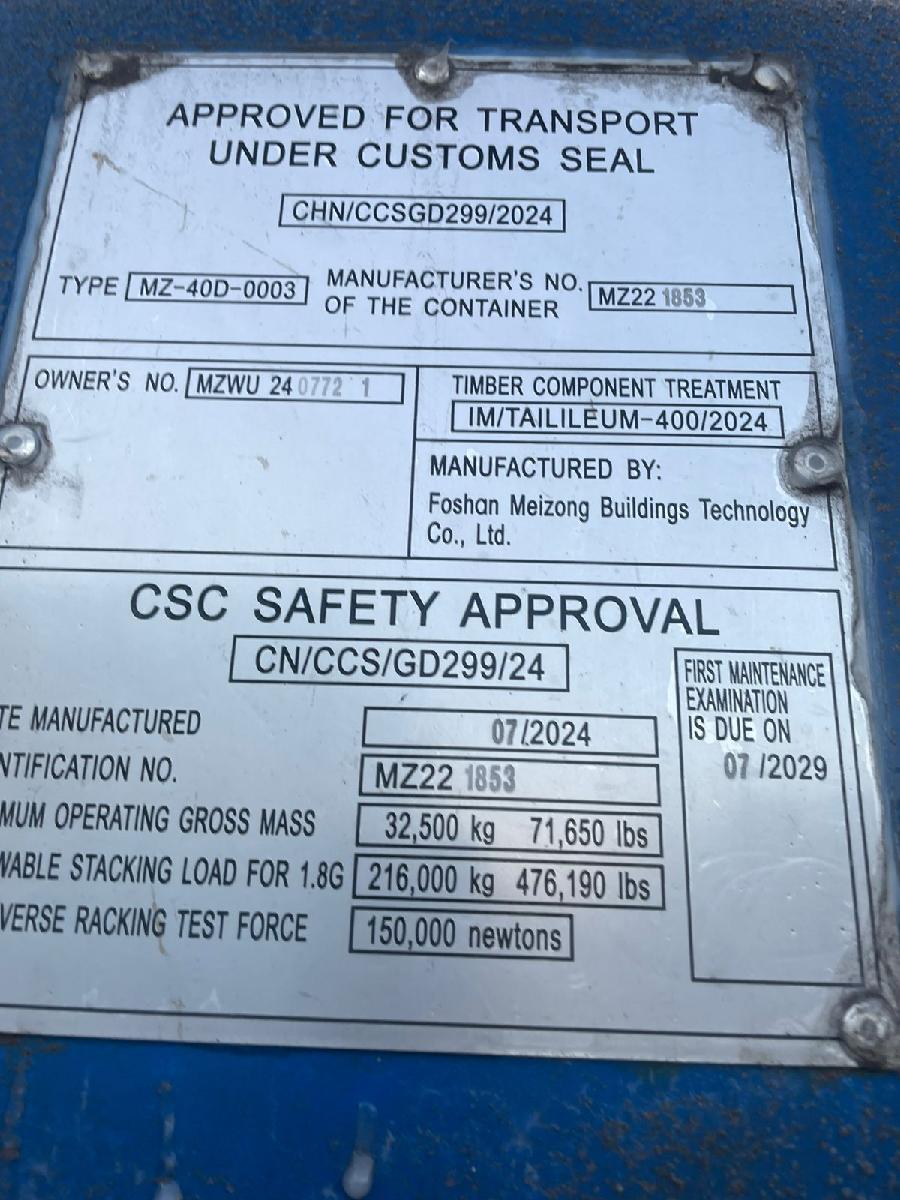 APPROVED FOR TRANSPORT
UNDER CUSTOMS SEAL
CHN/CCSGD299/2024
TYPE MZ-40D-0003
MANUFACTURER'S NO.
OF THE CONTAINER
MZ22 1853
OWNER'S NO. MZWU 240772 1
TIMBER COMPONENT TREATMENT
IM/TAILILEUM-400/2024
MANUFACTURED BY:
Foshan Meizong Buildings Technology
Co., Ltd.
CSC SAFETY APPROVAL
CN/CCS/GD299/24
TE MANUFACTURED 07/2024
NTIFICATION NO. MZ22 1853
MUM OPERATING GROSS MASS 32,500 kg 71,650 lbs
WABLE STACKING LOAD FOR 1.8G 216,000 kg 476,190 lbs
VERSE RACKING TEST FORCE 150,000 newtons
FIRST MAINTENANCE
EXAMINATION
IS DUE ON
07 /2029